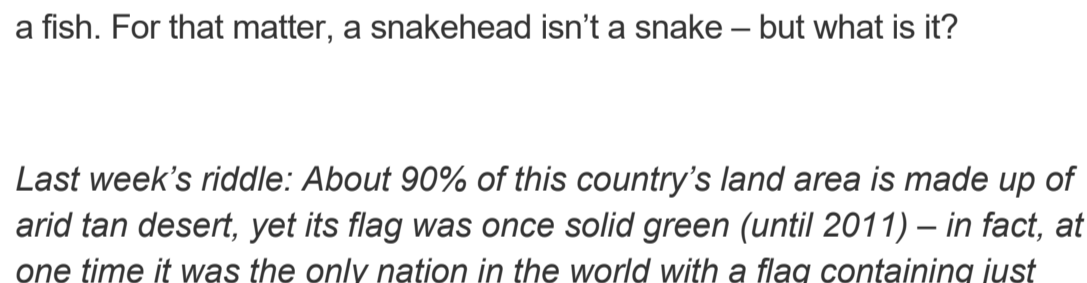 a fish. For that matter, a snakehead isn’t a snake – but what is it?
Last week’s riddle: About 90% of this country’s land area is made up of
arid tan desert, yet its flag was once solid green (until 2011) – in fact, at
one time it was the only nation in the world with a flag containing just